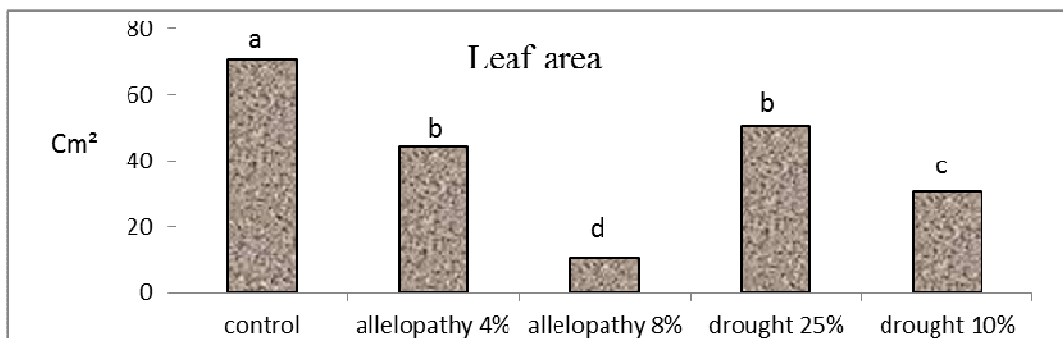 80
a
Leaf area
60
b
b
Cm²
40
c
20
d
0
control allelopathy 4% allelopathy 8% drought 25% drought 10%